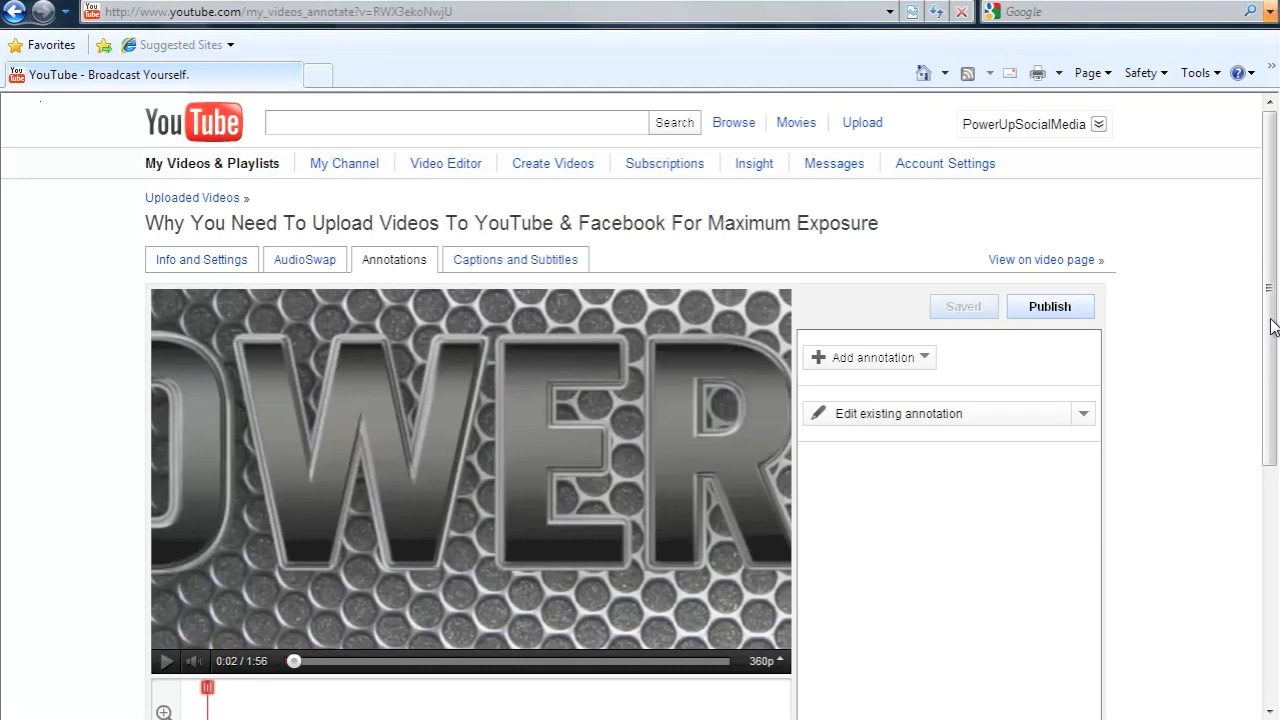 http://www.youtube.com/my_videos_annotate?v=RWX3ekoNwjU
Google
Favorites
Suggested Sites
YouTube - Broadcast Yourself.
Page
Safety
Tools
YouTube
Search
Browse
Movies
Upload
PowerUpSocialMedia
My Videos & Playlists
My Channel
Video Editor
Create Videos
Subscriptions
Insight
Messages
Account Settings
Uploaded Videos »
Why You Need To Upload Videos To YouTube & Facebook For Maximum Exposure
Info and Settings
AudioSwap
Annotations
Captions and Subtitles
View on video page »
Saved
Publish
OWER
Add annotation
Edit existing annotation
0:02 / 1:56
360p